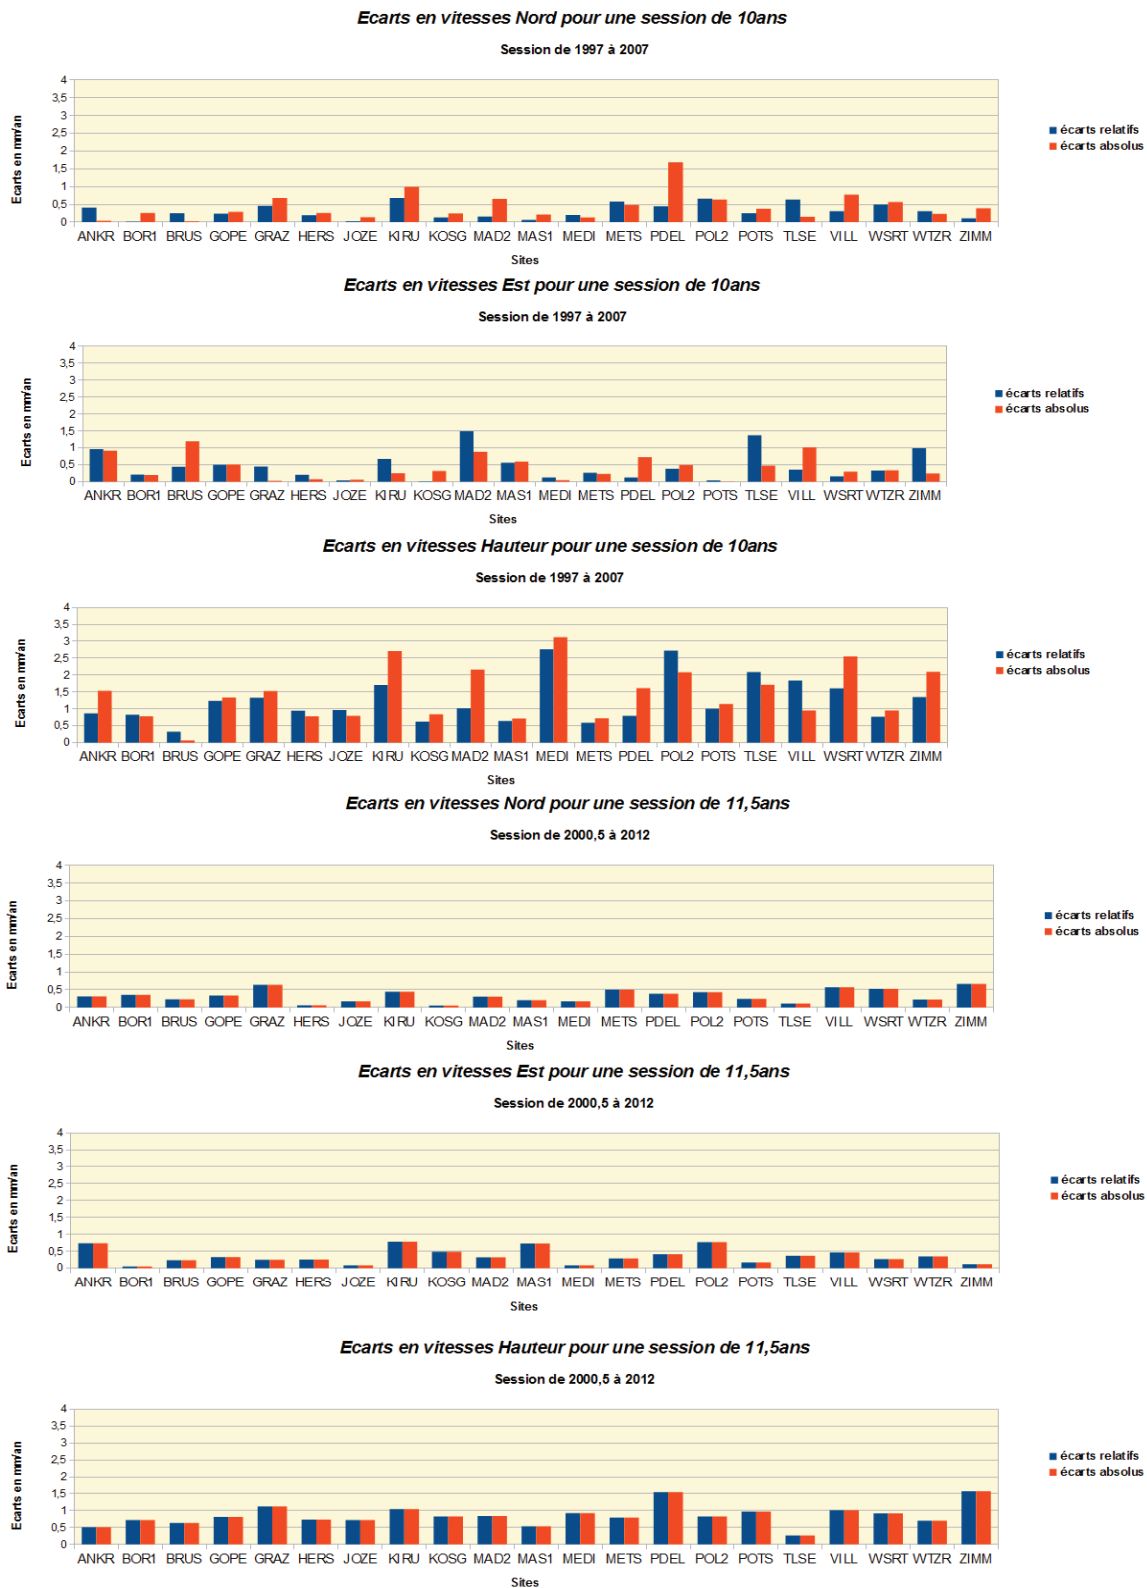 Ecarts en vitesses Nord pour une session de 10ans
Session de 1997 à 2007
Ecarts en mm/an
4
3,5
3
2,5
2
1,5
1
0,5
0
ANKR BOR1 BRUS GOPE GRAZ HERS JOZE KIRU KOSG MAD2 MAS1 MEDI METS PDEL POL2 POTS TLSE VILL WSRT WTZR ZIMM
Sites
écarts relatifs
écarts absolus
Ecarts en vitesses Est pour une session de 10ans
Session de 1997 à 2007
Ecarts en mm/an
4
3,5
3
2,5
2
1,5
1
0,5
0
ANKR BOR1 BRUS GOPE GRAZ HERS JOZE KIRU KOSG MAD2 MAS1 MEDI METS PDEL POL2 POTS TLSE VILL WSRT WTZR ZIMM
Sites
écarts relatifs
écarts absolus
Ecarts en vitesses Hauteur pour une session de 10ans
Session de 1997 à 2007
Ecarts en mm/an
4
3,5
3
2,5
2
1,5
1
0,5
0
ANKR BOR1 BRUS GOPE GRAZ HERS JOZE KIRU KOSG MAD2 MAS1 MEDI METS PDEL POL2 POTS TLSE VILL WSRT WTZR ZIMM
Sites
écarts relatifs
écarts absolus
Ecarts en vitesses Nord pour une session de 11,5ans
Session de 2000,5 à 2012
Ecarts en mm/an
4
3,5
3
2,5
2
1,5
1
0,5
0
ANKR BOR1 BRUS GOPE GRAZ HERS JOZE KIRU KOSG MAD2 MAS1 MEDI METS PDEL POL2 POTS TLSE VILL WSRT WTZR ZIMM
Sites
écarts relatifs
écarts absolus
Ecarts en vitesses Est pour une session de 11,5ans
Session de 2000,5 à 2012
Ecarts en mm/an
4
3,5
3
2,5
2
1,5
1
0,5
0
ANKR BOR1 BRUS GOPE GRAZ HERS JOZE KIRU KOSG MAD2 MAS1 MEDI METS PDEL POL2 POTS TLSE VILL WSRT WTZR ZIMM
Sites
écarts relatifs
écarts absolus
Ecarts en vitesses Hauteur pour une session de 11,5ans
Session de 2000,5 à 2012
Ecarts en mm/an
4
3,5
3
2,5
2
1,5
1
0,5
0
ANKR BOR1 BRUS GOPE GRAZ HERS JOZE KIRU KOSG MAD2 MAS1 MEDI METS PDEL POL2 POTS TLSE VILL WSRT WTZR ZIMM
Sites
écarts relatifs
écarts absolus